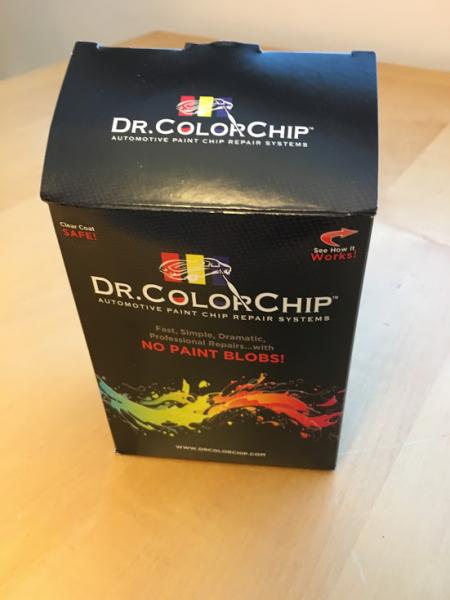 DR.COLORCHIP™
AUTOMOTIVE PAINT CHIP REPAIR SYSTEMS
Clear Coat
SAFE!
See How It
Works!
DR.COLORCHIP™
AUTOMOTIVE PAINT CHIP REPAIR SYSTEMS
Fast, Simple, Dramatic,
Professional Repairs...with
NO PAINT BLOBS!
WWW.DRCOLORCHIP.COM